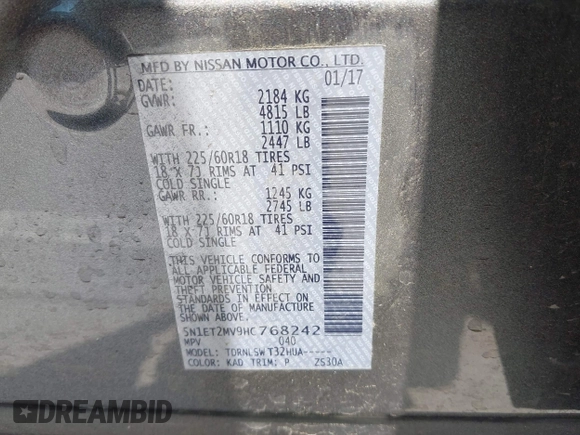 MFD BY NISSAN MOTOR CO., LTD.
DATE: 01/17
GVWR: 2184 KG
4815 LB
GAWR FR.: 1110 KG
2447 LB
WITH 225/60R18 TIRES
18 X 7J RIMS AT 41 PSI
COLD SINGLE
GAWR RR.: 1245 KG
2745 LB
WITH 225/60R18 TIRES
18 X 7J RIMS AT 41 PSI
COLD SINGLE
THIS VEHICLE CONFORMS TO
ALL APPLICABLE FEDERAL
MOTOR VEHICLE SAFETY AND
THEFT PREVENTION
STANDARDS IN EFFECT ON
THE DATE OF MANUFACTURE
SHOWN ABOVE.
5N1ET2MV9HC768242
MPV 040
MODEL: TDRNLSWT32HUA-----
COLOR: KAD TRIM: P ZS30A
DREAMBID